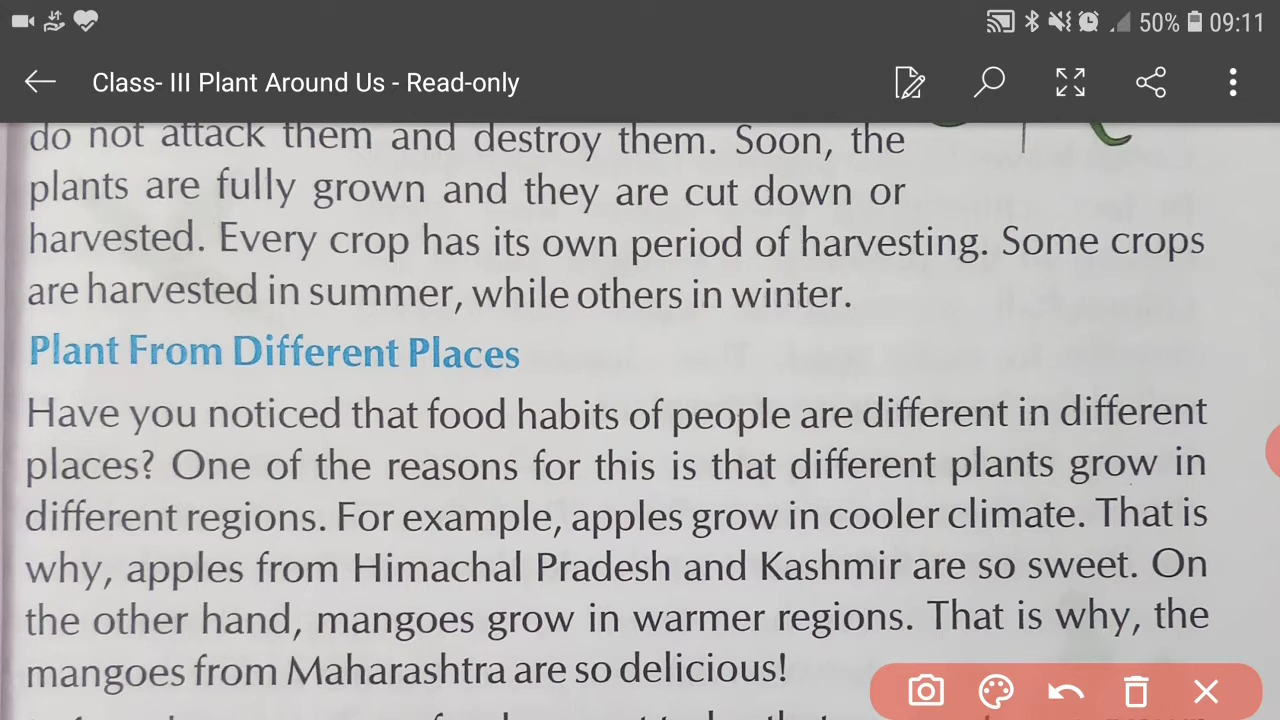 50% 09:11
Class- III Plant Around Us - Read-only
do not attack them and destroy them. Soon, the
plants are fully grown and they are cut down or
harvested. Every crop has its own period of harvesting. Some crops
are harvested in summer, while others in winter.
Plant From Different Places
Have you noticed that food habits of people are different in different
places? One of the reasons for this is that different plants grow in
different regions. For example, apples grow in cooler climate. That is
why, apples from Himachal Pradesh and Kashmir are so sweet. On
the other hand, mangoes grow in warmer regions. That is why, the
mangoes from Maharashtra are so delicious!